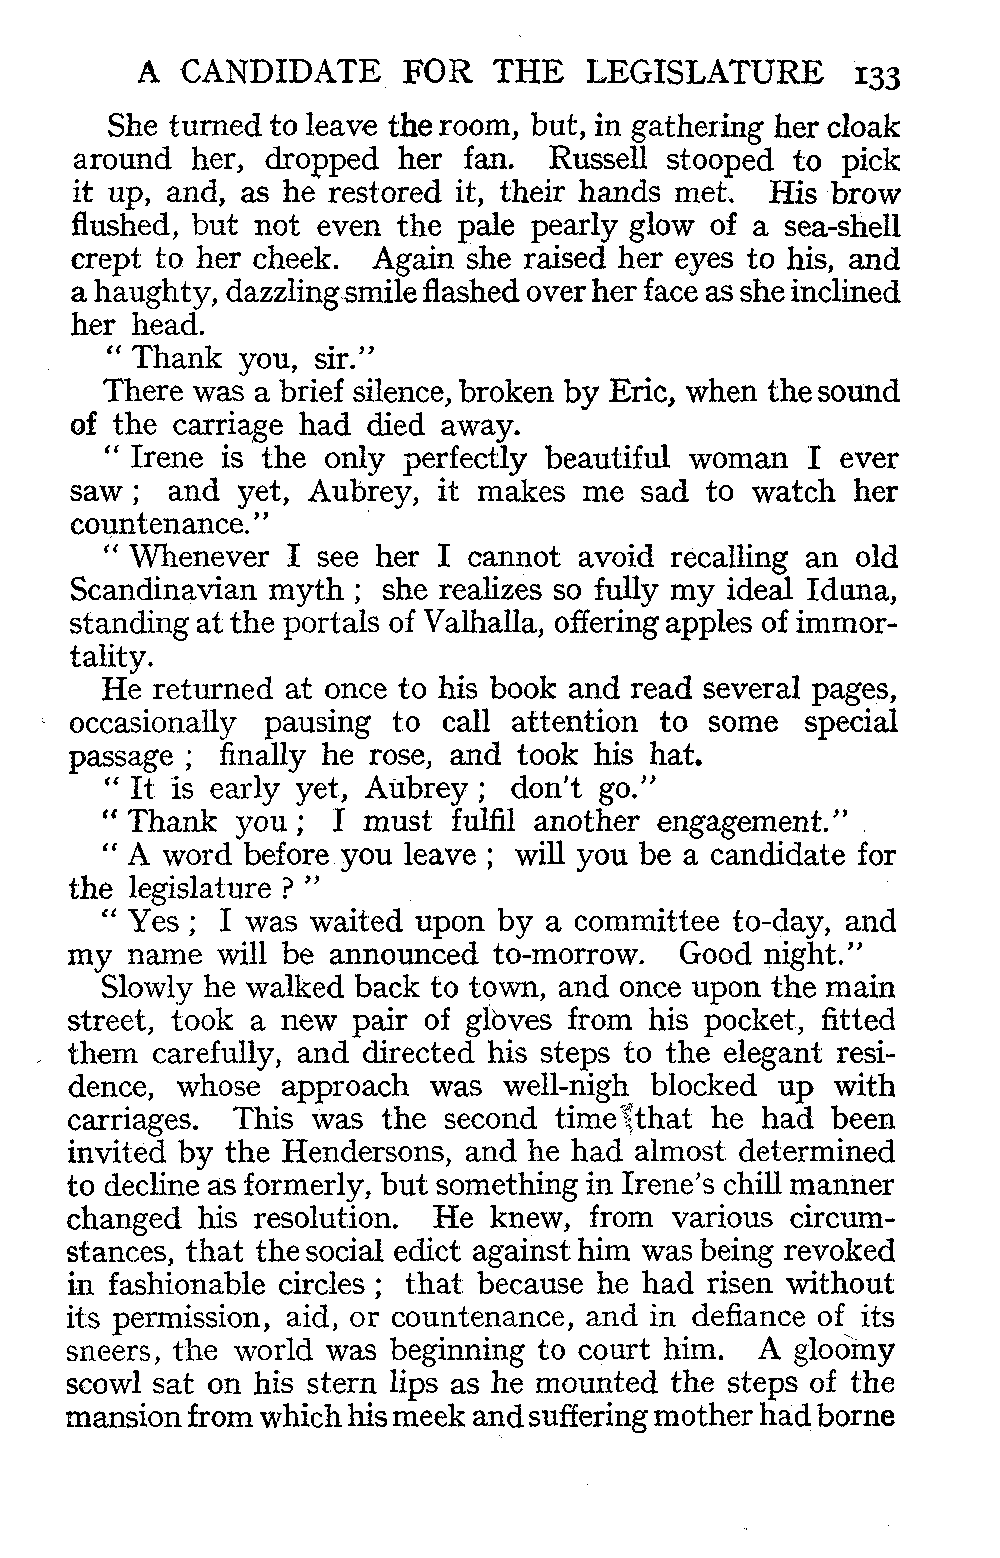 A CANDIDATE FOR THE LEGISLATURE 133
She turned to leave the room, but, in gathering her cloak
around her, dropped her fan. Russell stooped to pick
it up, and, as he restored it, their hands met. His brow
flushed, but not even the pale pearly glow of a sea-shell
crept to her cheek. Again she raised her eyes to his, and
a haughty, dazzling smile flashed over her face as she inclined
her head.
“ Thank you, sir.”
There was a brief silence, broken by Eric, when the sound
of the carriage had died away.
“ Irene is the only perfectly beautiful woman I ever
saw ; and yet, Aubrey, it makes me sad to watch her
countenance.”
“ Whenever I see her I cannot avoid recalling an old
Scandinavian myth ; she realizes so fully my ideal Iduna,
standing at the portals of Valhalla, offering apples of immor-
tality.
He returned at once to his book and read several pages,
occasionally pausing to call attention to some special
passage ; finally he rose, and took his hat.
“ It is early yet, Aubrey ; don't go.”
“ Thank you ; I must fulfil another engagement.”
“ A word before you leave ; will you be a candidate for
the legislature ? ”
“ Yes ; I was waited upon by a committee to-day, and
my name will be announced to-morrow. Good night.”
Slowly he walked back to town, and once upon the main
street, took a new pair of gloves from his pocket, fitted
them carefully, and directed his steps to the elegant resi-
dence, whose approach was well-nigh blocked up with
carriages. This was the second time that he had been
invited by the Hendersons, and he had almost determined
to decline as formerly, but something in Irene's chill manner
changed his resolution. He knew, from various circum-
stances, that the social edict against him was being revoked
in fashionable circles ; that because he had risen without
its permission, aid, or countenance, and in defiance of its
sneers, the world was beginning to court him. A gloomy
scowl sat on his stern lips as he mounted the steps of the
mansion from which his meek and suffering mother had borne